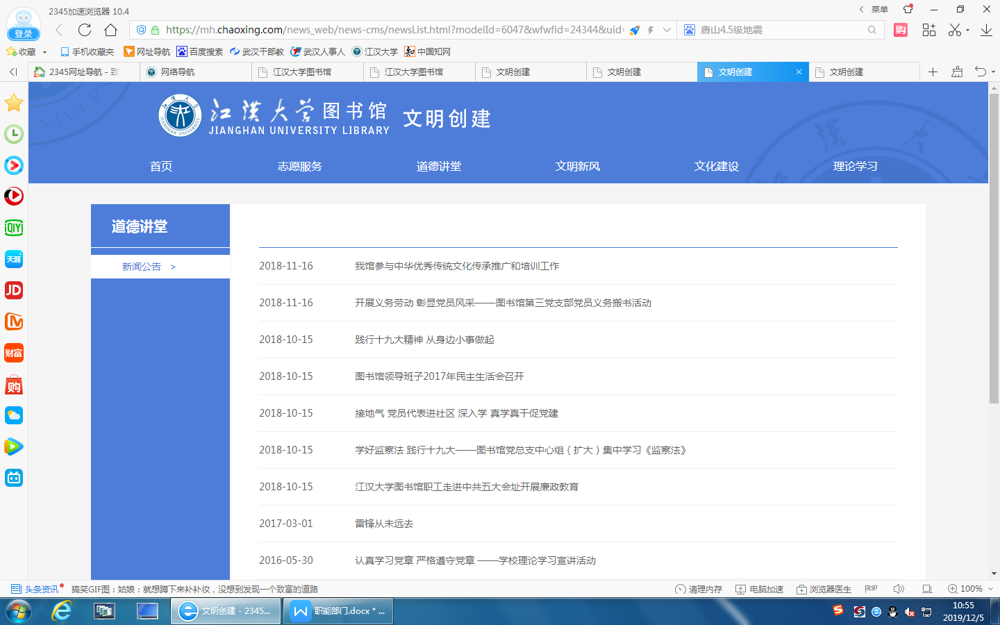 2345加速浏览器 10.4
菜单
登录
https://mh.chaoxing.com/news_web/news-cms/newsList.html?modelId=6047&wfwfid=24344&uid=
唐山4.5级地震
购
收藏
手机收藏夹
网址导航
百度搜索
武汉干部教
武汉人事人
江汉大学
中国知网
2345网址导航 - 致
网络导航
江汉大学图书馆
江汉大学图书馆
文明创建
文明创建
文明创建
文明创建
江汉大学图书馆
JIANGHAN UNIVERSITY LIBRARY
文明创建
首页
志愿服务
道德讲堂
文明新风
文化建设
理论学习
道德讲堂
新闻公告 >
2018-11-16 我馆参与中华优秀传统文化传承推广和培训工作
2018-11-16 开展义务劳动 彰显党员风采——图书馆第三党支部党员义务搬书活动
2018-10-15 践行十九大精神 从身边小事做起
2018-10-15 图书馆领导班子2017年民主生活会召开
2018-10-15 接地气 党员代表进社区 深入学 真学真干促党建
2018-10-15 学好监察法 践行十九大——图书馆党总支中心组（扩大）集中学习《监察法》
2018-10-15 江汉大学图书馆职工走进中共五大会址开展廉政教育
2017-03-01 雷锋从未远去
2016-05-30 认真学习党章 严格遵守党章 ——学校理论学习宣讲活动
iQIY
天涯
JD
财富
购
头条资讯
搞笑GIF图：姑娘：就想蹲下来补补妆，没想到发现一个致富的道路
清理内存
电脑加速
浏览器医生
100%
文明创建 - 2345...
职能部门.docx * ...
10:55
2019/12/5